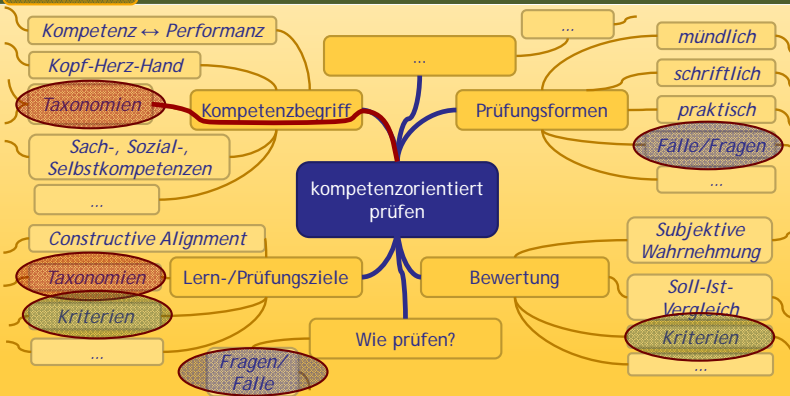 Kompetenz ↔ Performanz
Kopf-Herz-Hand
Taxonomien
Sach-, Sozial-,
Selbstkompetenzen
...
Kompetenzbegriff
...
...
Prüfungsformen
mündlich
schriftlich
praktisch
Fälle/Fragen
...
kompetenzorientiert
prüfen
Constructive Alignment
Taxonomien
Kriterien
...
Lern-/Prüfungsziele
Wie prüfen?
Fragen/
Fälle
Bewertung
Subjektive
Wahrnehmung
Soll-Ist-
Vergleich
Kriterien
...